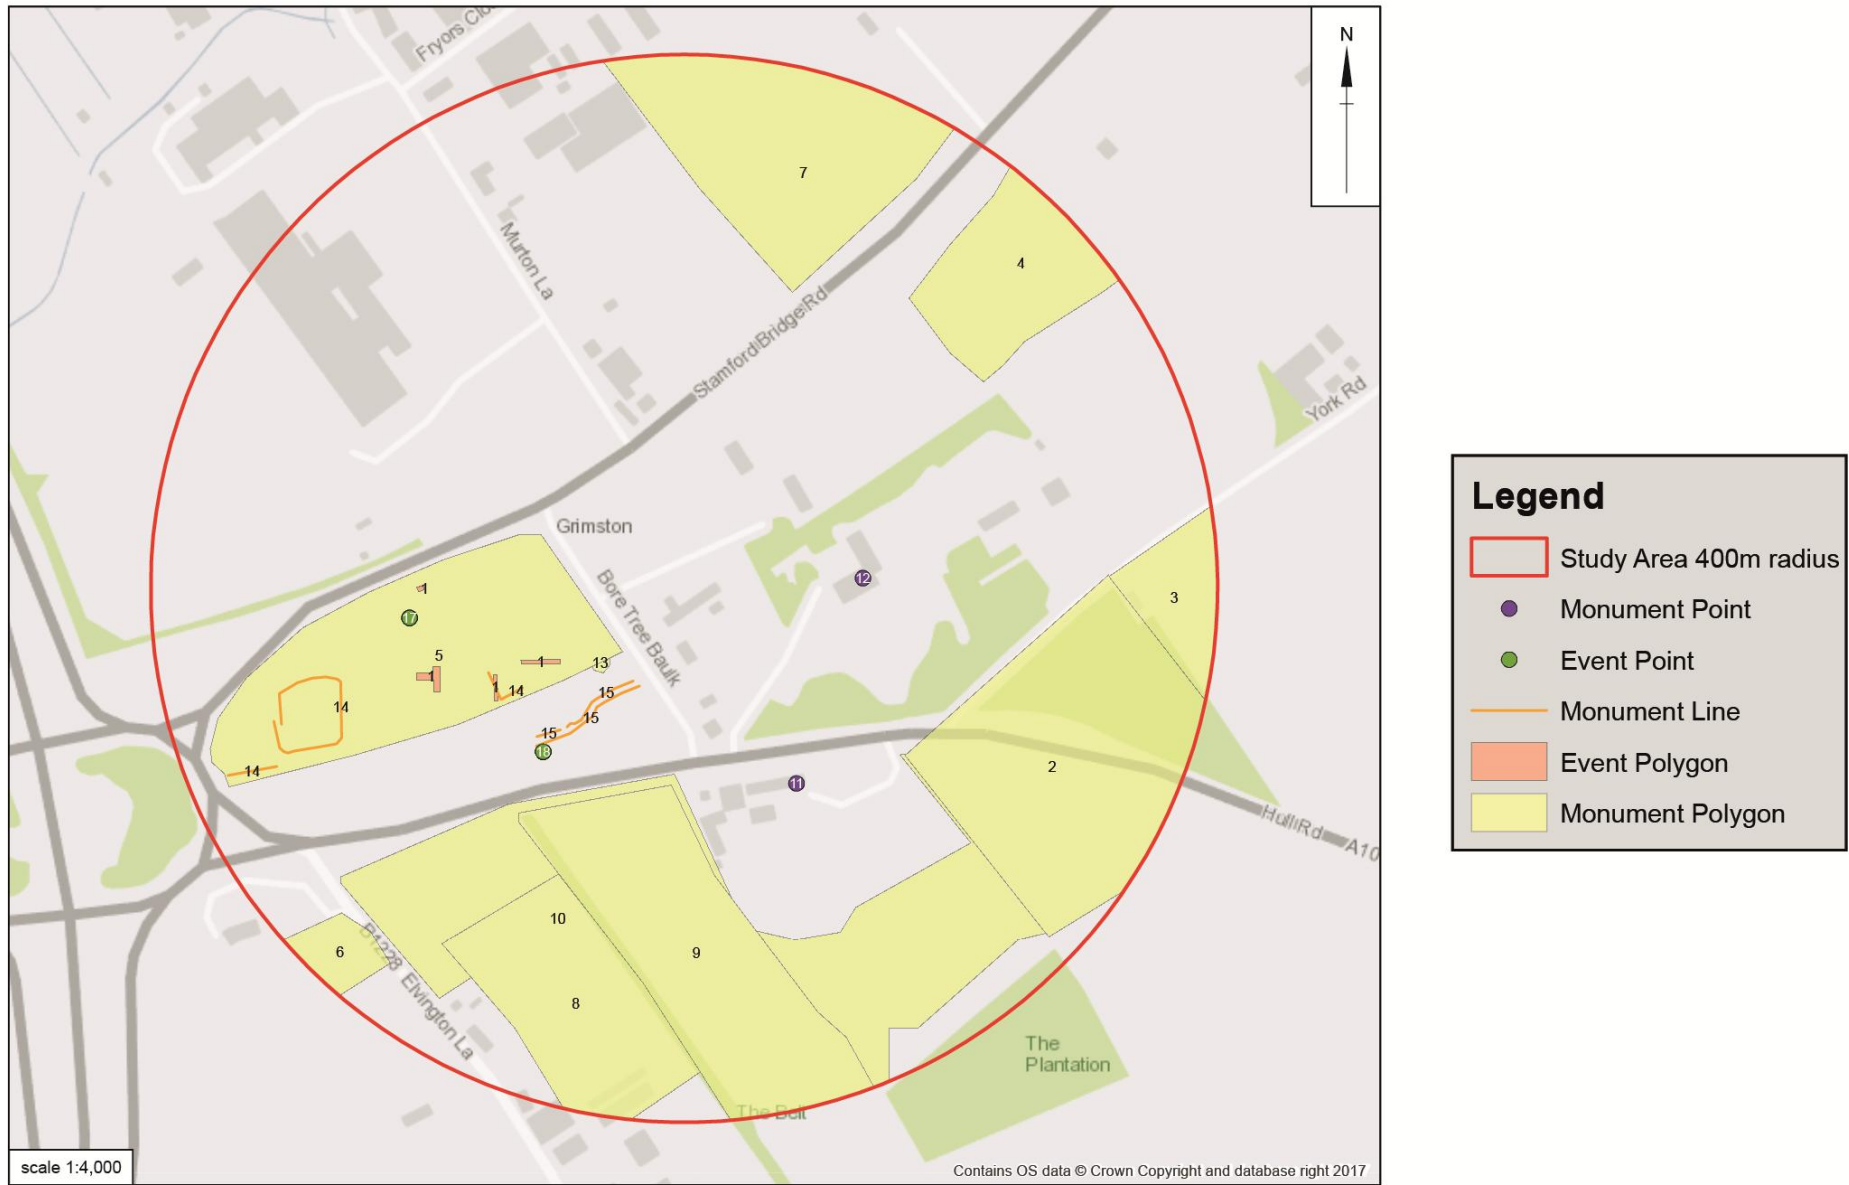 Fryors Clo
N
7
Murton La
4
Stamford Bridge Rd
York Rd
Grimston
12
1
Bore Tree Baulk
3
17
5
1
13
1
1
14
15
14
15
15
18
14
2
11
Hull Rd
A10
10
6
9
B1228 Elvington La
8
The
Plantation
The Belt
scale 1:4,000
Contains OS data © Crown Copyright and database right 2017
Legend
Study Area 400m radius
Monument Point
Event Point
Monument Line
Event Polygon
Monument Polygon